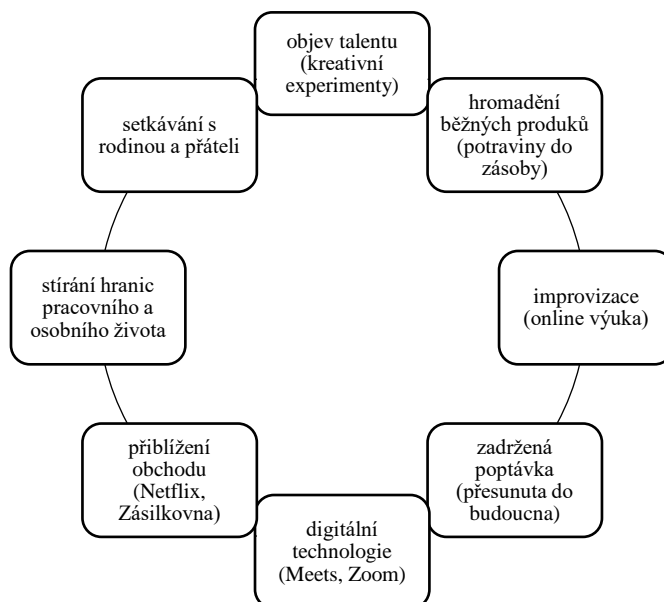 objev talentu
(kreativní
experimenty)
hromadění
běžných produků
(potraviny do
zásoby)
improvizace
(online výuka)
zadržená
poptávka
(přesunuta do
budoucna)
digitální
technologie
(Meets, Zoom)
přiblížení
obchodu
(Netflix,
Zásilkovna)
stírání hranic
pracovního a
osobního života
setkávání s
rodinou a přáteli